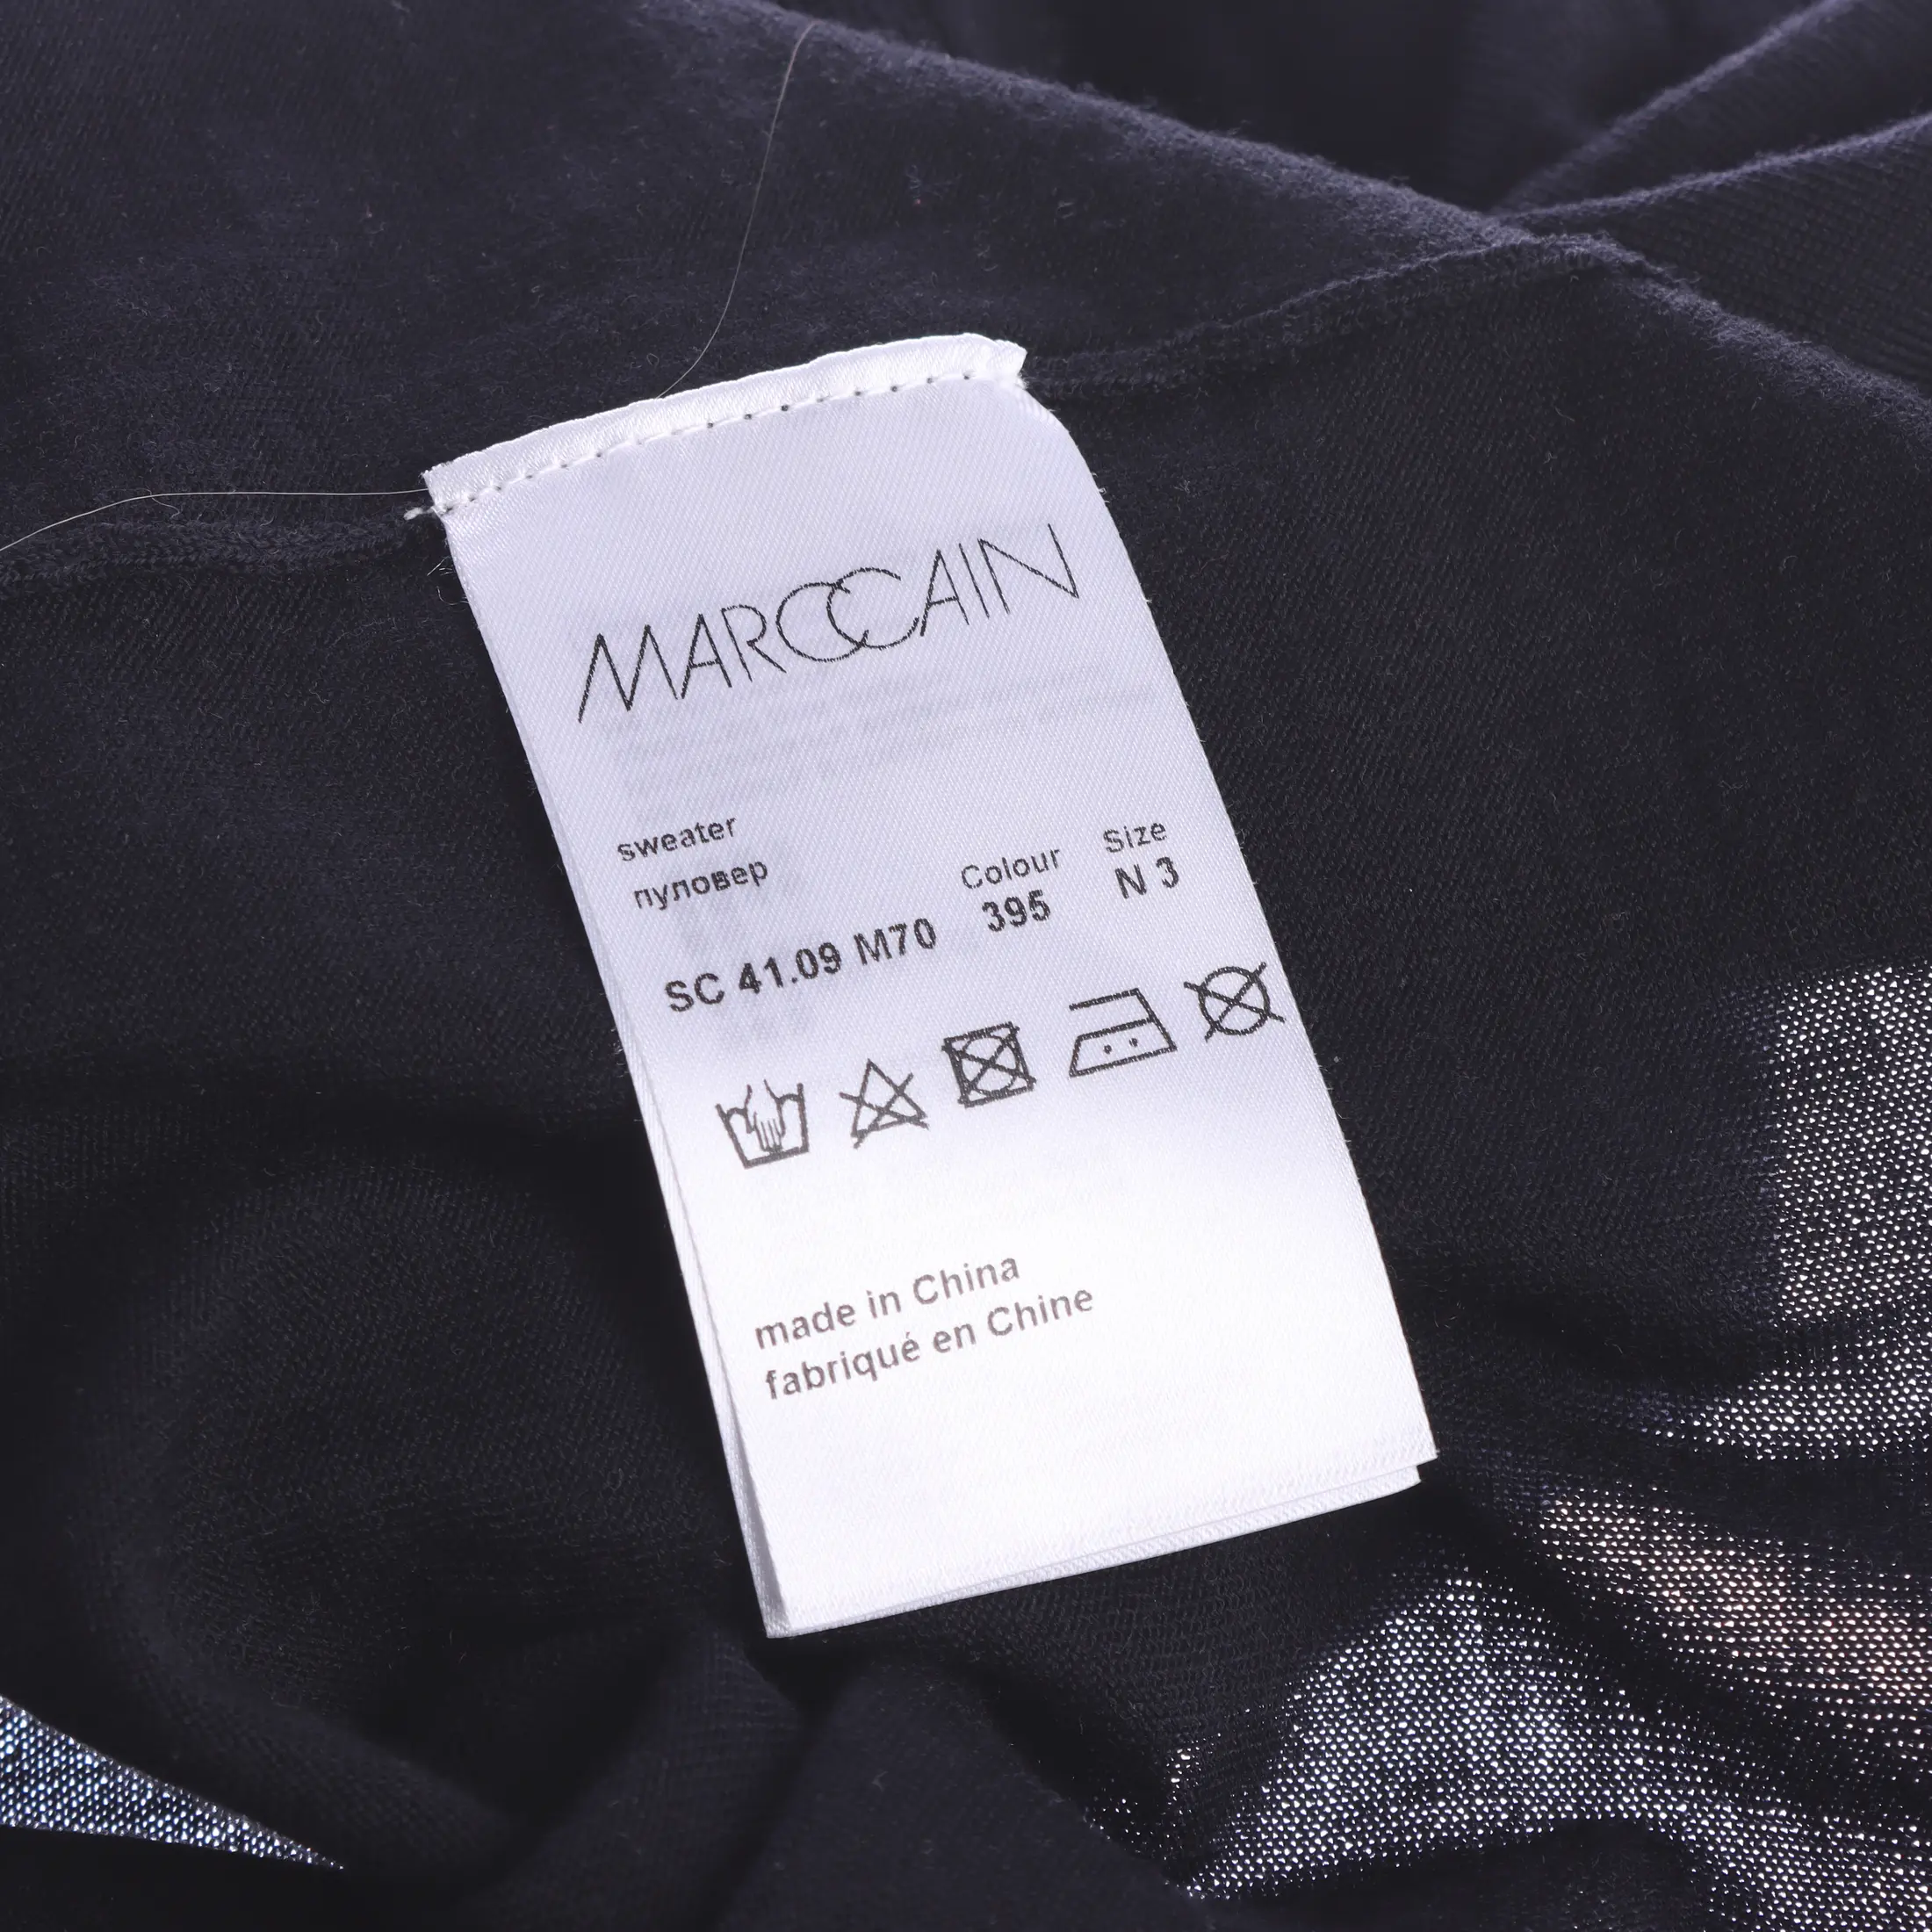 MARCCAIN
sweater
пуловер
Colour Size
SC 41.09 M70 395 N 3
made in China
fabriqué en Chine